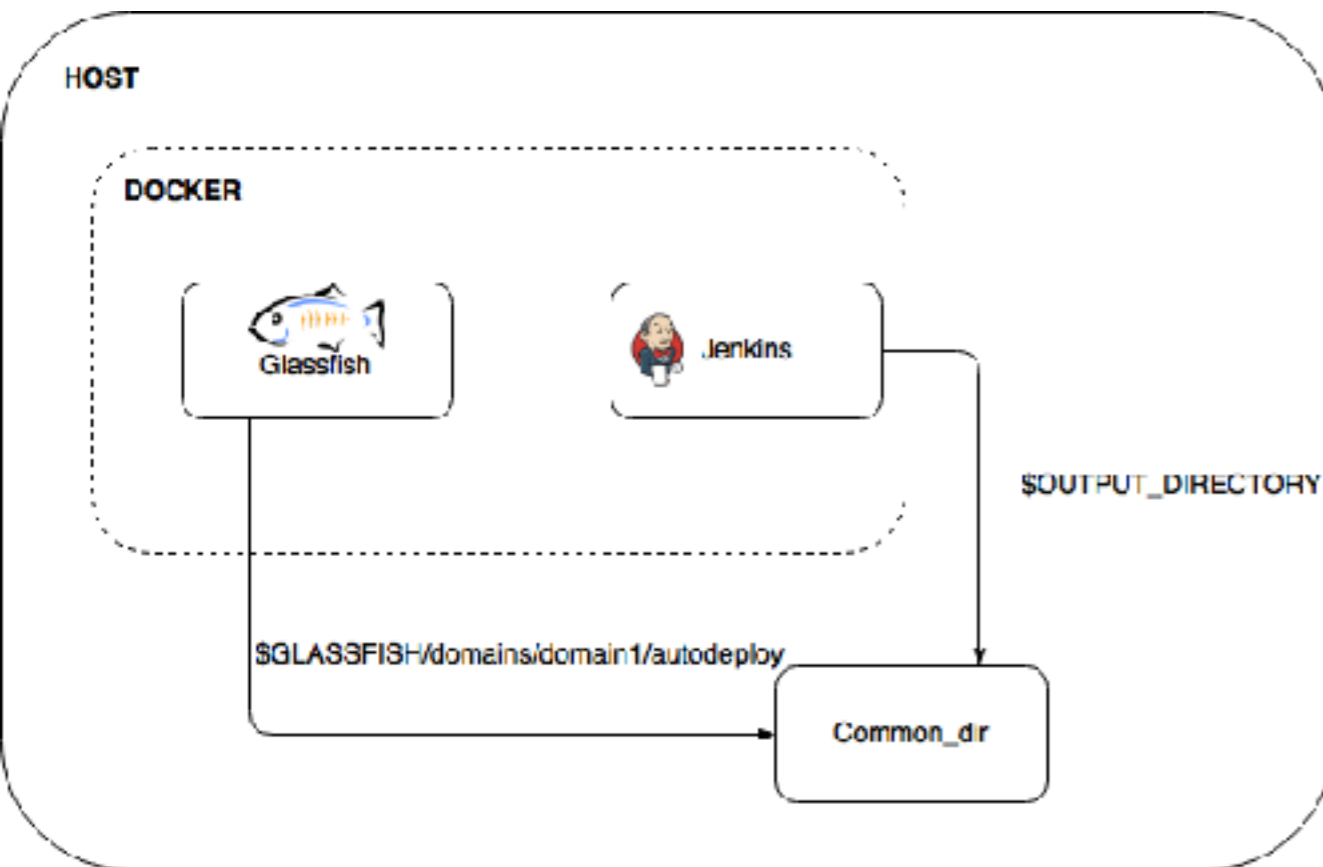 HOST
DOCKER
Glassfish
Jenkins
$OUTPUT_DIRECTORY
$GLASSFISH/domains/domain1/autodeploy
Common_dir